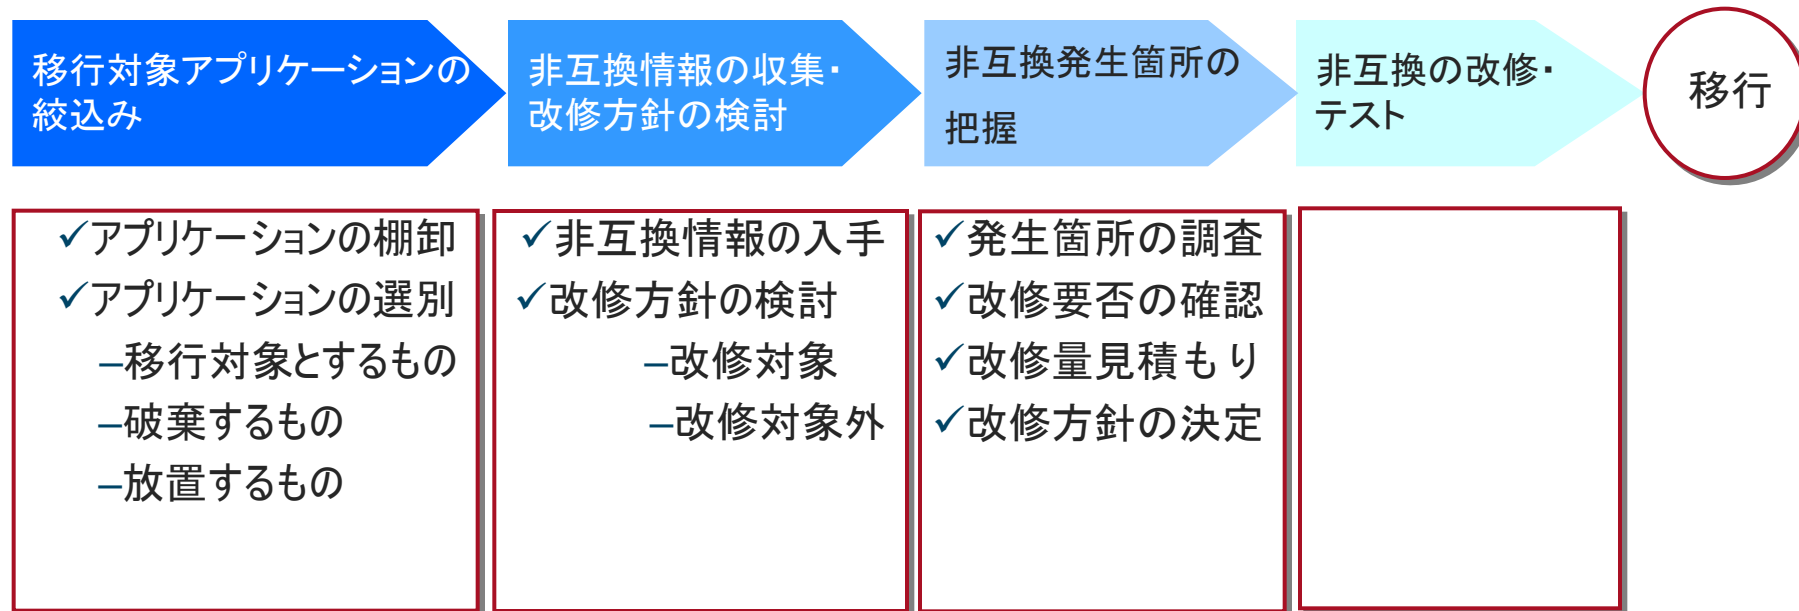 移行対象アプリケーションの
絞込み
非互換情報の収集・
改修方針の検討
非互換発生箇所の
把握
非互換の改修・
テスト
移行
✓アプリケーションの棚卸
✓アプリケーションの選別
–移行対象とするもの
–破棄するもの
–放置するもの
✓非互換情報の入手
✓改修方針の検討
–改修対象
–改修対象外
✓発生箇所の調査
✓改修要否の確認
✓改修量見積もり
✓改修方針の決定